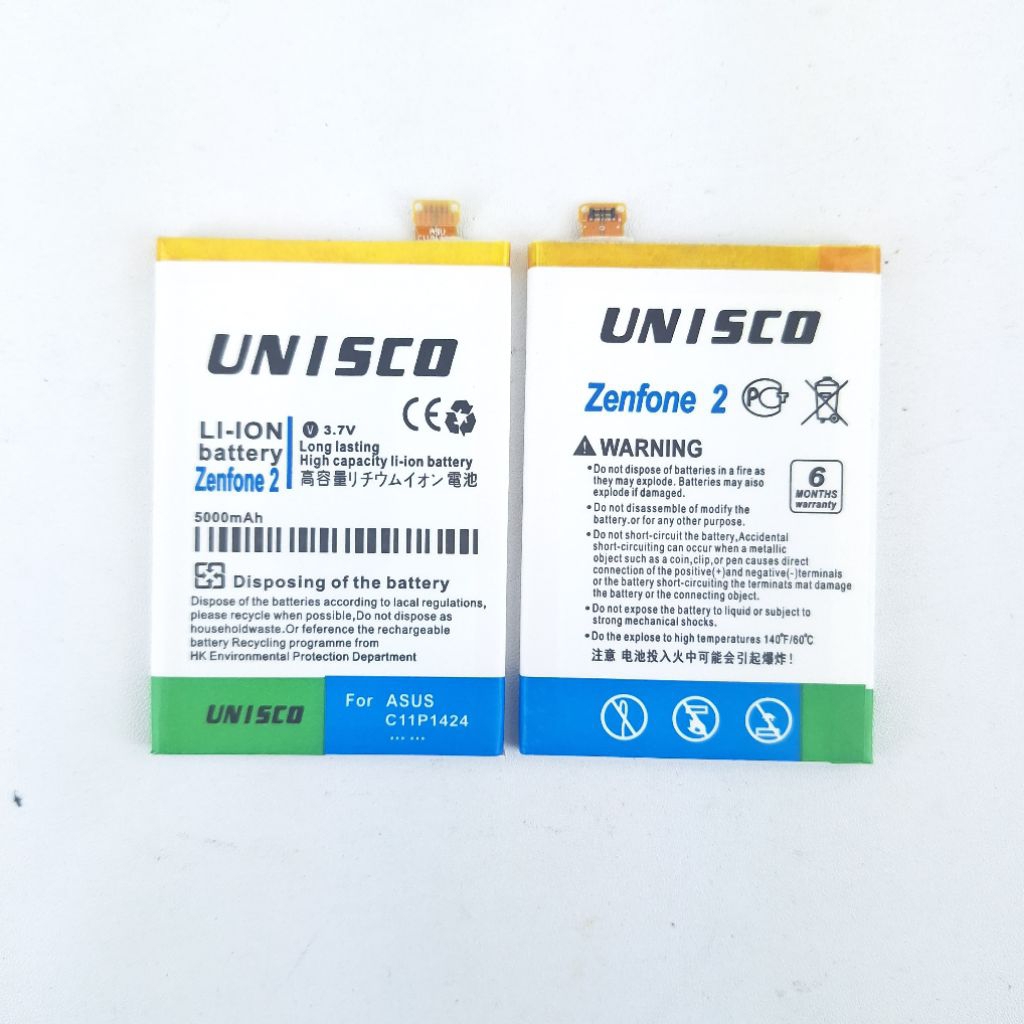 ASU
UNISCO
CE
LI-ION
battery
Zenfone 2
V 3.7V
Long lasting
High capacity li-ion battery
高容量リチウムイオン 電池
5000mAh
Disposing of the battery
Dispose of the batteries according to lacal regulations,
please recycle when possible,Do not dispose as
householdwaste.Or reference the rechargeable
battery Recycling programme from
HK Environmental Protection Department
UNISCO
For ASUS
C11P1424
... ...
UNISCO
Zenfone 2 PCT
WARNING
•Do not dispose of batteries in a fire as
they may explode. Batteries may also
explode if damaged.
•Do not disassemble of modify the
battery.or for any other purpose.
•Do not short-circuit the battery,Accidental
short-circuiting can occur when a metallic
object such as a coin,clip,or pen causes direct
connection of the positive(+)and negative(-)terminals
or the battery short-circuiting the terminats mat damage
or the battery or the connecting object.
•Do not expose the battery to liquid or subject to
strong mechanical shocks.
•Do the explose to high temperatures 140°F/60°C
注意 电池投入火中可能会引起爆炸!
6
MONTHS
warranty